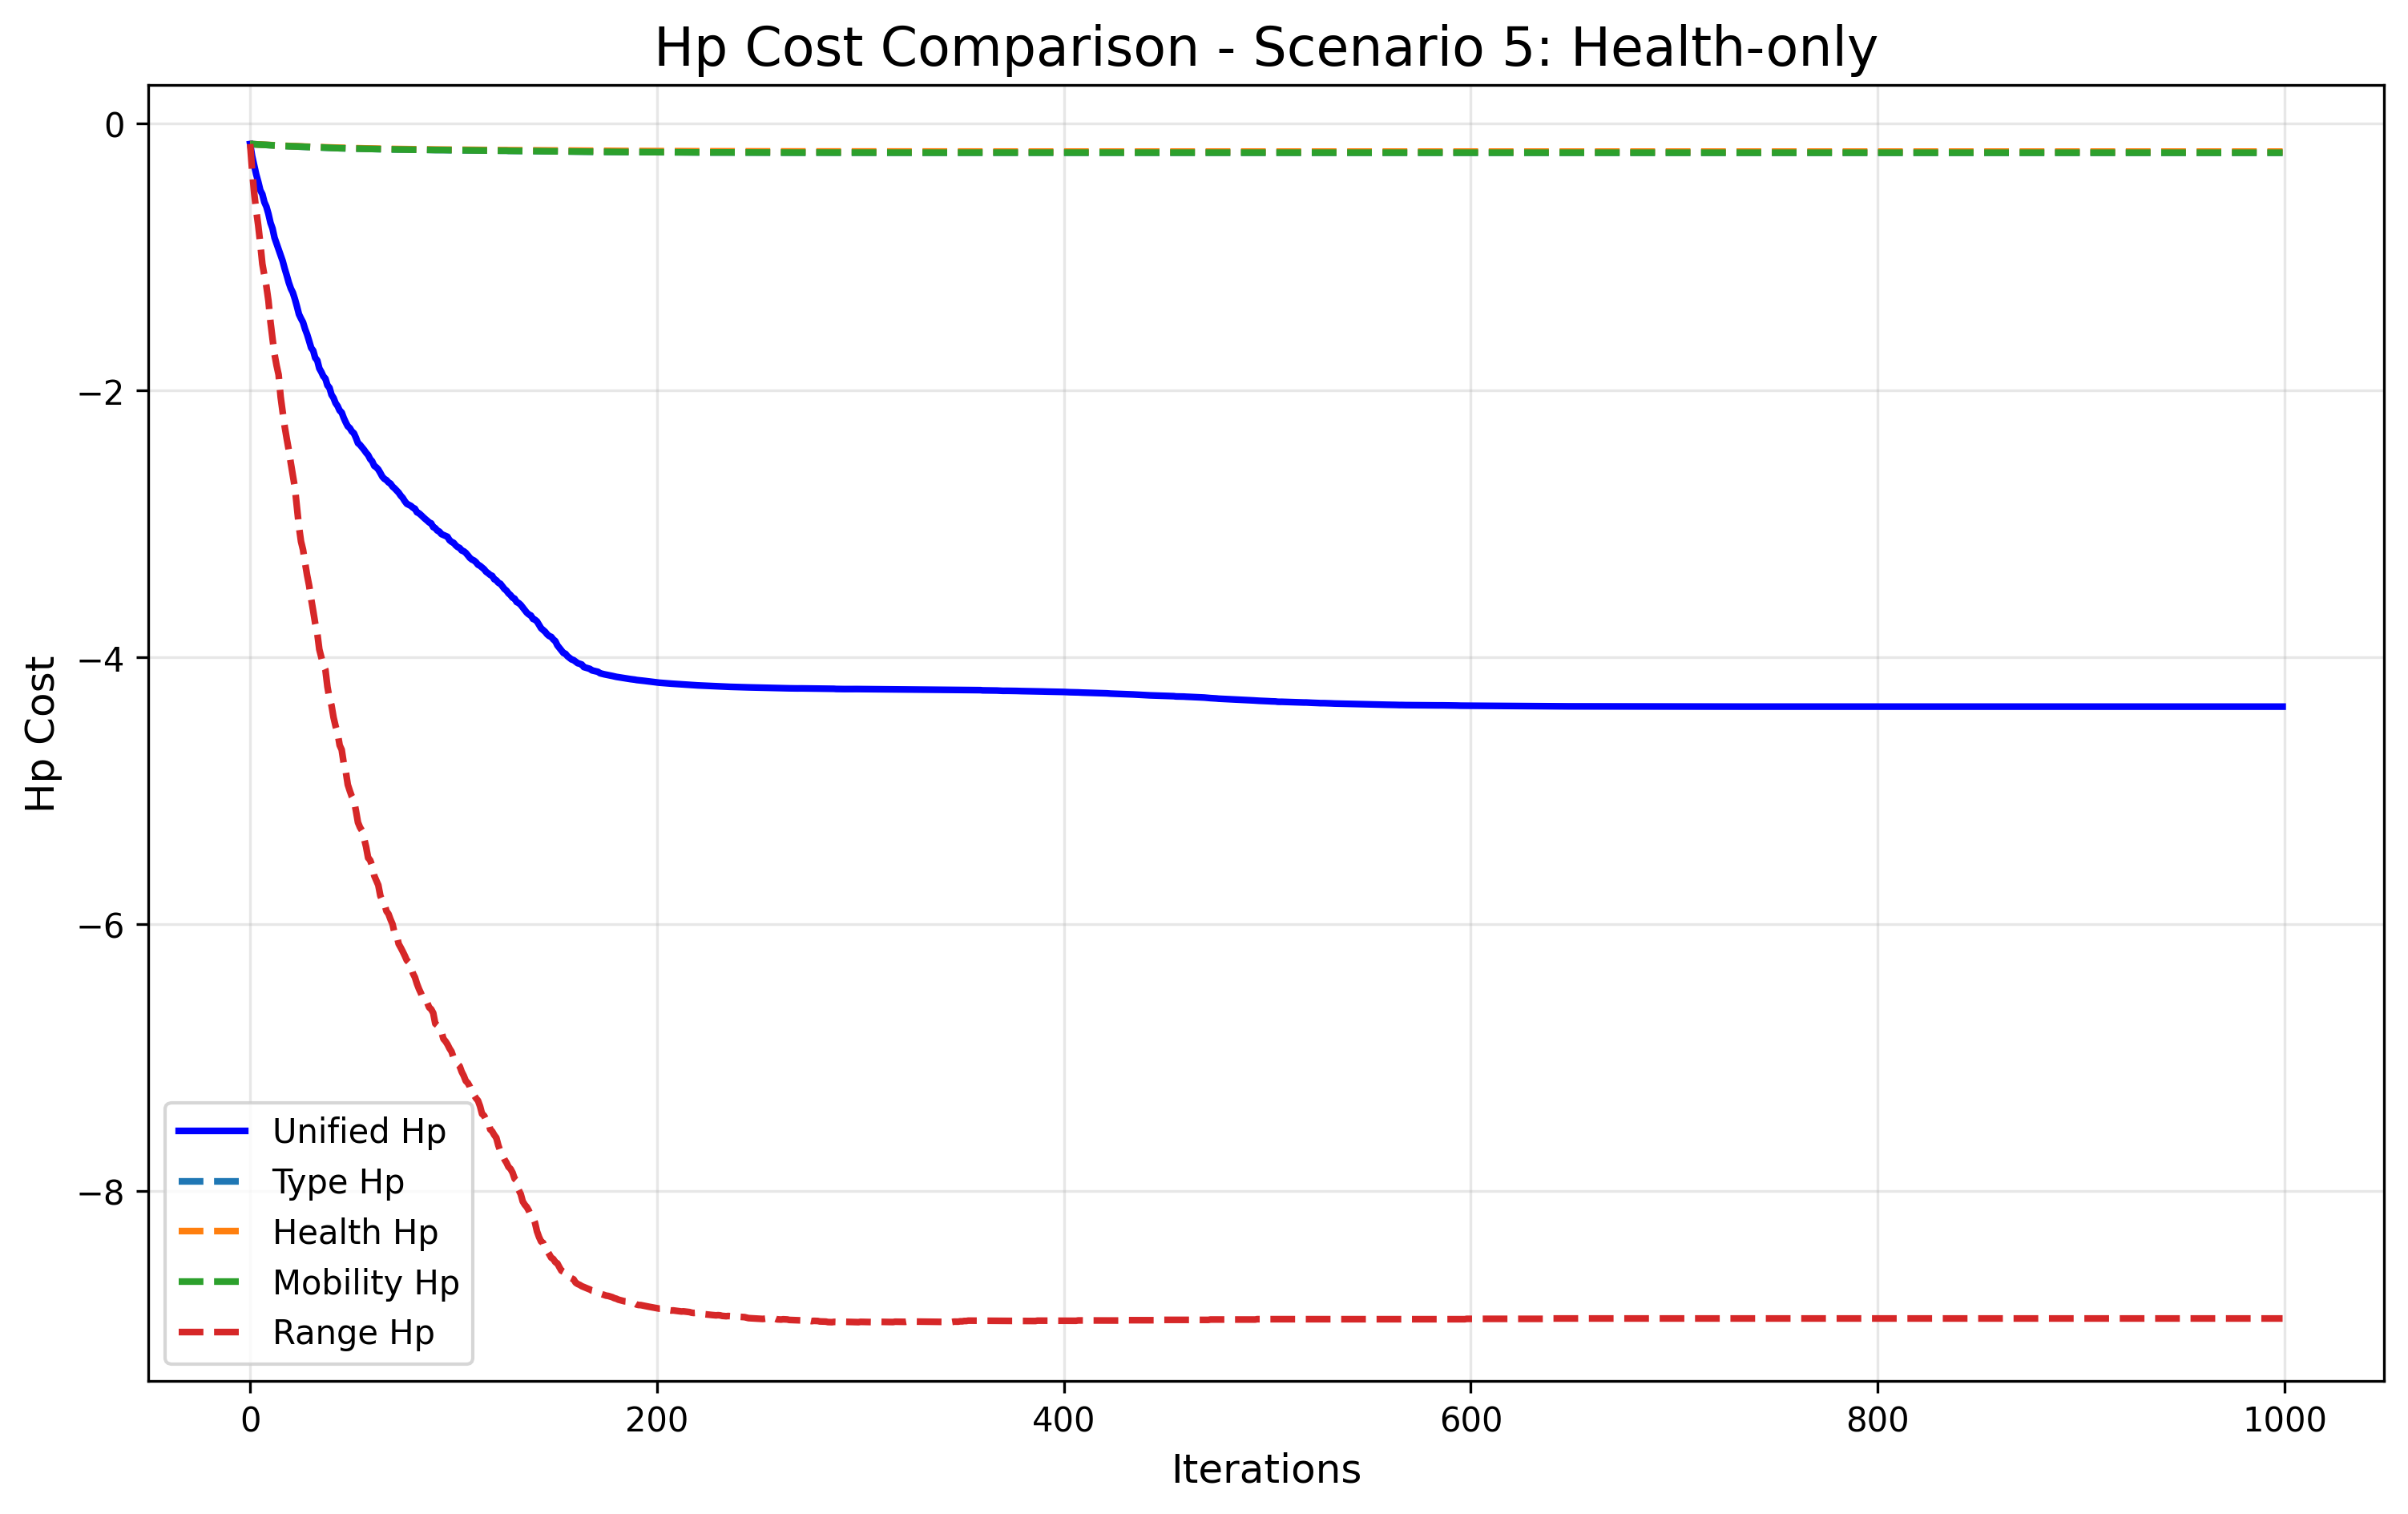 Hp Cost Comparison - Scenario 5: Health-only
Hp Cost
0
−2
−4
−6
−8
Unified Hp
Type Hp
Health Hp
Mobility Hp
Range Hp
0 200 400 600 800 1000
Iterations